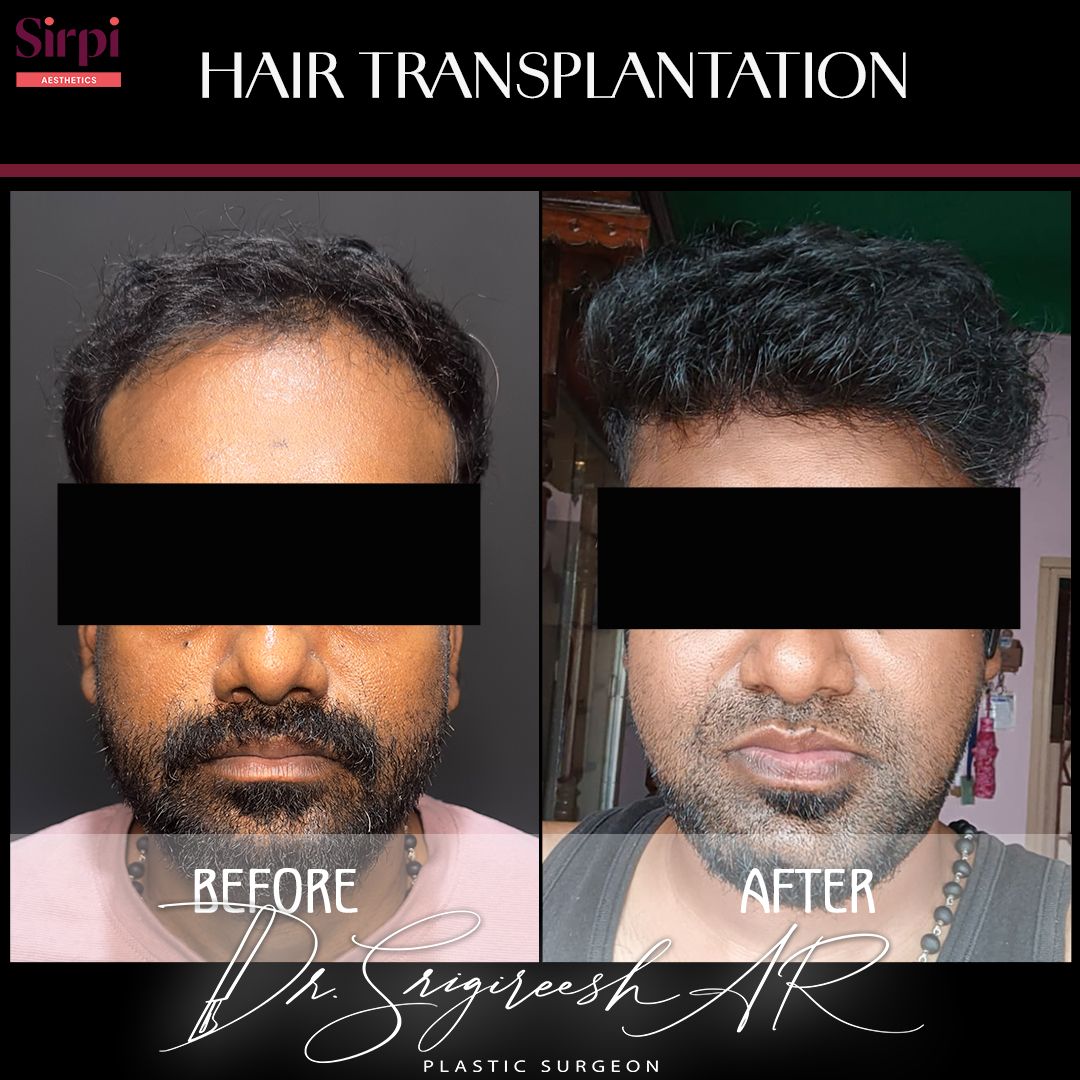 Sirpi
AESTHETICS
HAIR TRANSPLANTATION
BEFORE
AFTER
Dr. Srigireesh AR
PLASTIC SURGEON